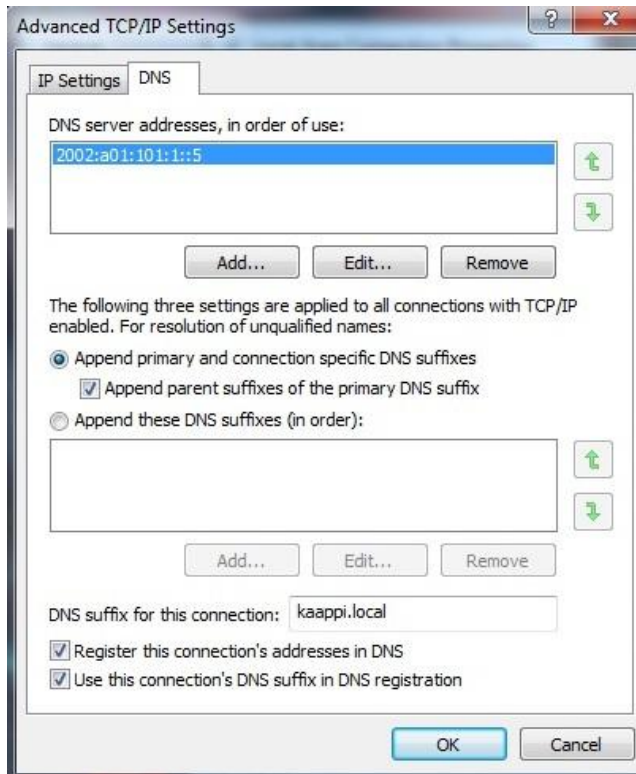 Advanced TCP/IP Settings
?
X
IP Settings
DNS
DNS server addresses, in order of use:
2002:a01:101:1::5
Add...
Edit...
Remove
The following three settings are applied to all connections with TCP/IP
enabled. For resolution of unqualified names:
Append primary and connection specific DNS suffixes
Append parent suffixes of the primary DNS suffix
Append these DNS suffixes (in order):
Add...
Edit...
Remove
DNS suffix for this connection:
kaappi.local
Register this connection's addresses in DNS
Use this connection's DNS suffix in DNS registration
OK
Cancel